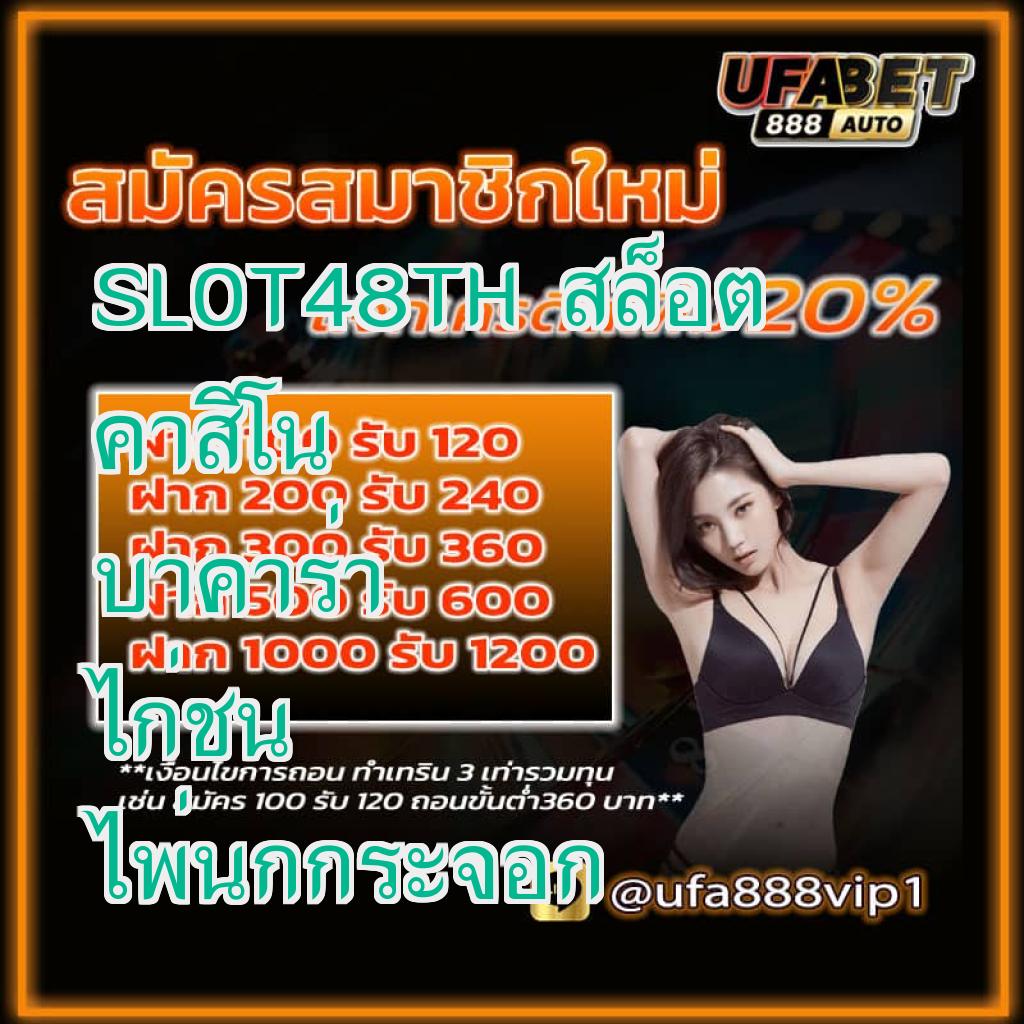 UFABET
888 AUTO
สมัครสมาชิกใหม่
SLOT48TH สล็อต
20%
คาสิโน
รับ 120
ฝาก 200 รับ 240
ฝาก 300 รับ 360
บาคาร่า
500 รับ 600
ฝาก 1000 รับ 1200
ไก่ชน
**เงื่อนไขการถอน ทำเทิร์น 3 เท่ารวมทุน
เช่น สมัคร 100 รับ 120 ถอนขั้นต่ำ360 บาท**
ไพ่นกกระจอก
@ufa888vip1